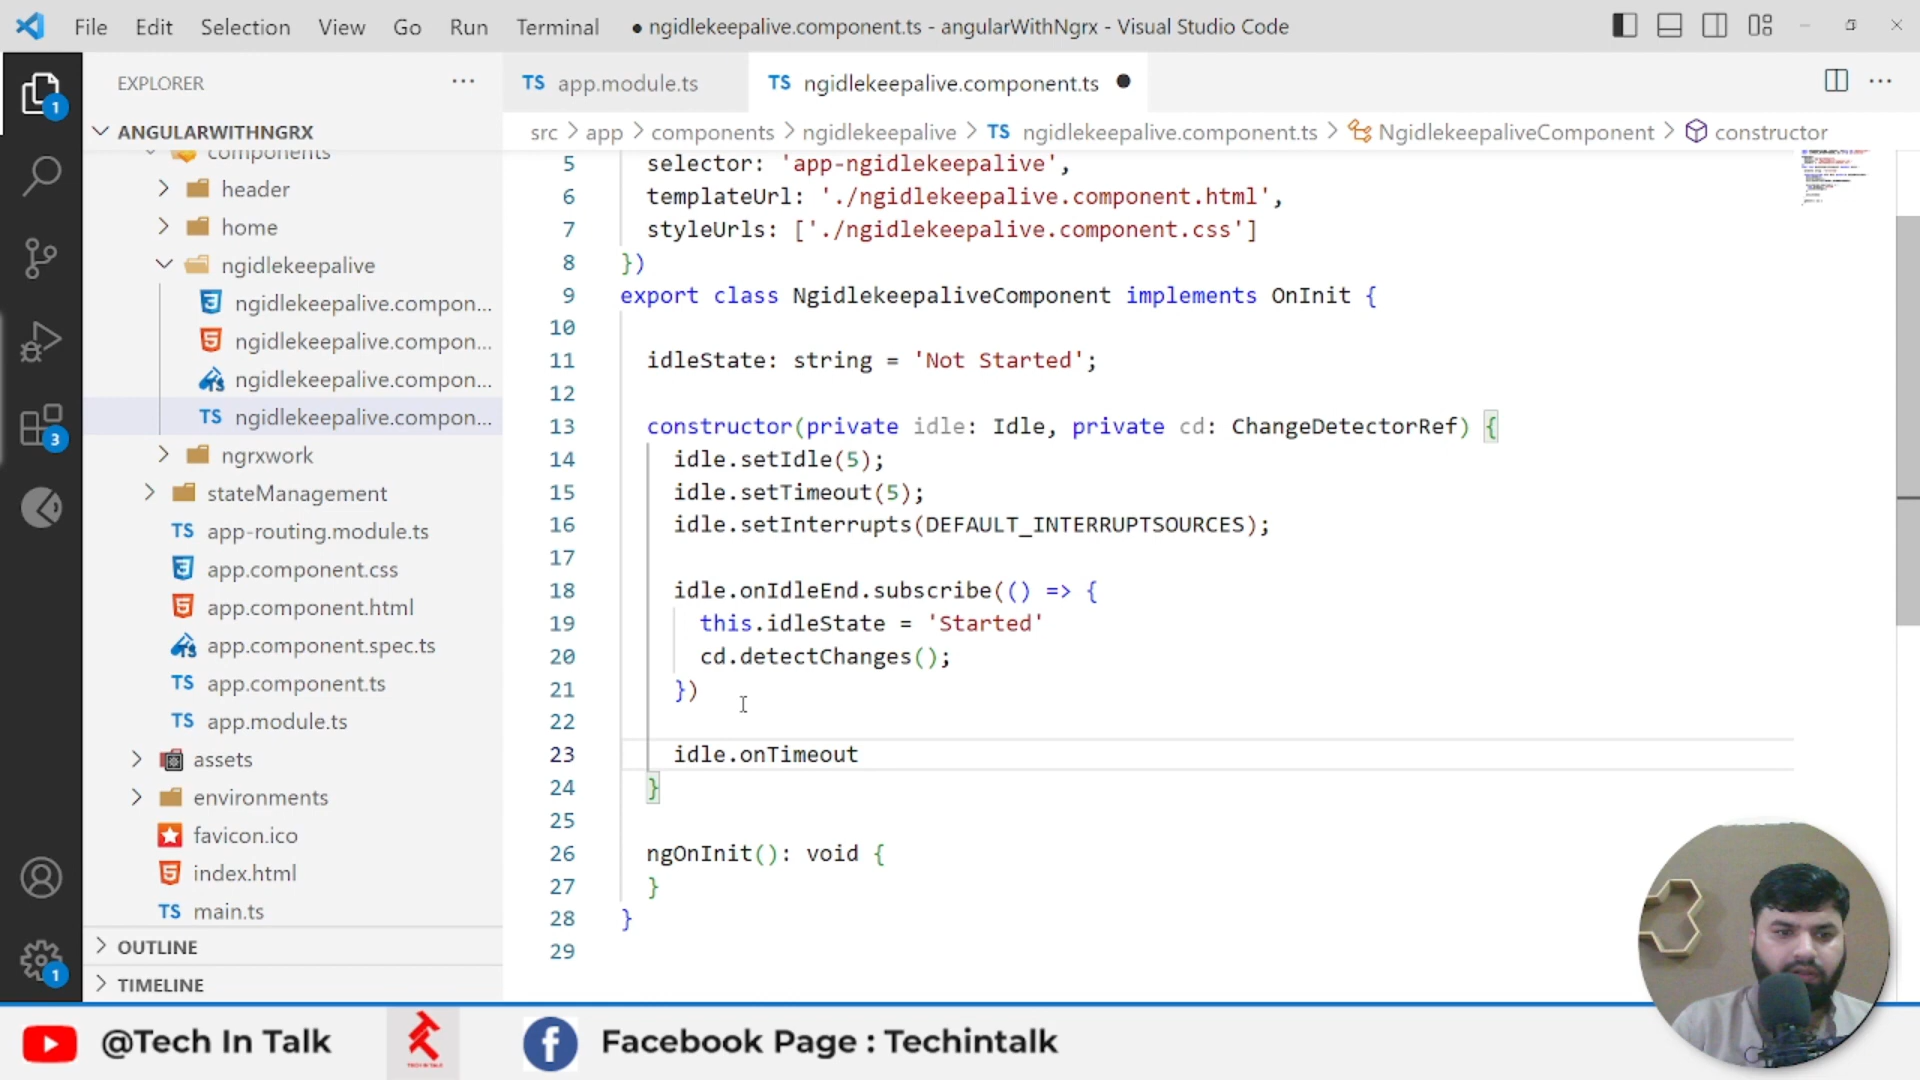 File Edit Selection View Go Run Terminal ● ngidlekeepalive.component.ts - angularWithNgrx - Visual Studio Code
EXPLORER ...
TS app.module.ts
TS ngidlekeepalive.component.ts ●
1
ANGULARWITHNGRX
src > app > components > ngidlekeepalive > TS ngidlekeepalive.component.ts > NgidlekeepaliveComponent > constructor
components
header
home
ngidlekeepalive
ngidlekeepalive.compon...
ngidlekeepalive.compon...
ngidlekeepalive.compon...
TS ngidlekeepalive.compon...
3
ngrxwork
stateManagement
TS app-routing.module.ts
app.component.css
app.component.html
app.component.spec.ts
TS app.component.ts
TS app.module.ts
assets
environments
favicon.ico
index.html
TS main.ts
1
OUTLINE
TIMELINE
5 selector: 'app-ngidlekeepalive',
6 templateUrl: './ngidlekeepalive.component.html',
7 styleUrls: ['./ngidlekeepalive.component.css']
8 })
9 export class NgidlekeepaliveComponent implements OnInit {
10
11 idleState: string = 'Not Started';
12
13 constructor(private idle: Idle, private cd: ChangeDetectorRef) {
14 idle.setIdle(5);
15 idle.setTimeout(5);
16 idle.setInterrupts(DEFAULT_INTERRUPTSOURCES);
17
18 idle.onIdleEnd.subscribe(() => {
19 this.idleState = 'Started'
20 cd.detectChanges();
21 })
22
23 idle.onTimeout
24 }
25
26 ngOnInit(): void {
27 }
28 }
29
@Tech In Talk
TECH IN TALK
Facebook Page : Techintalk